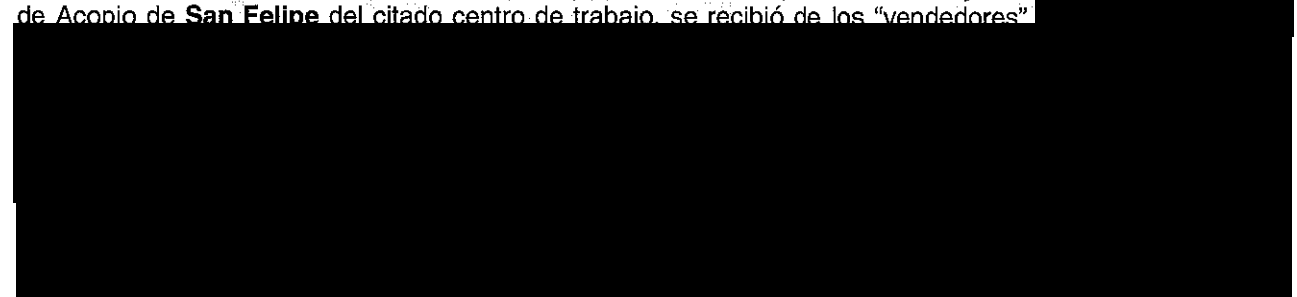 de Acopio de San Felipe del citado centro de trabajo, se recibió de los “vendedores”